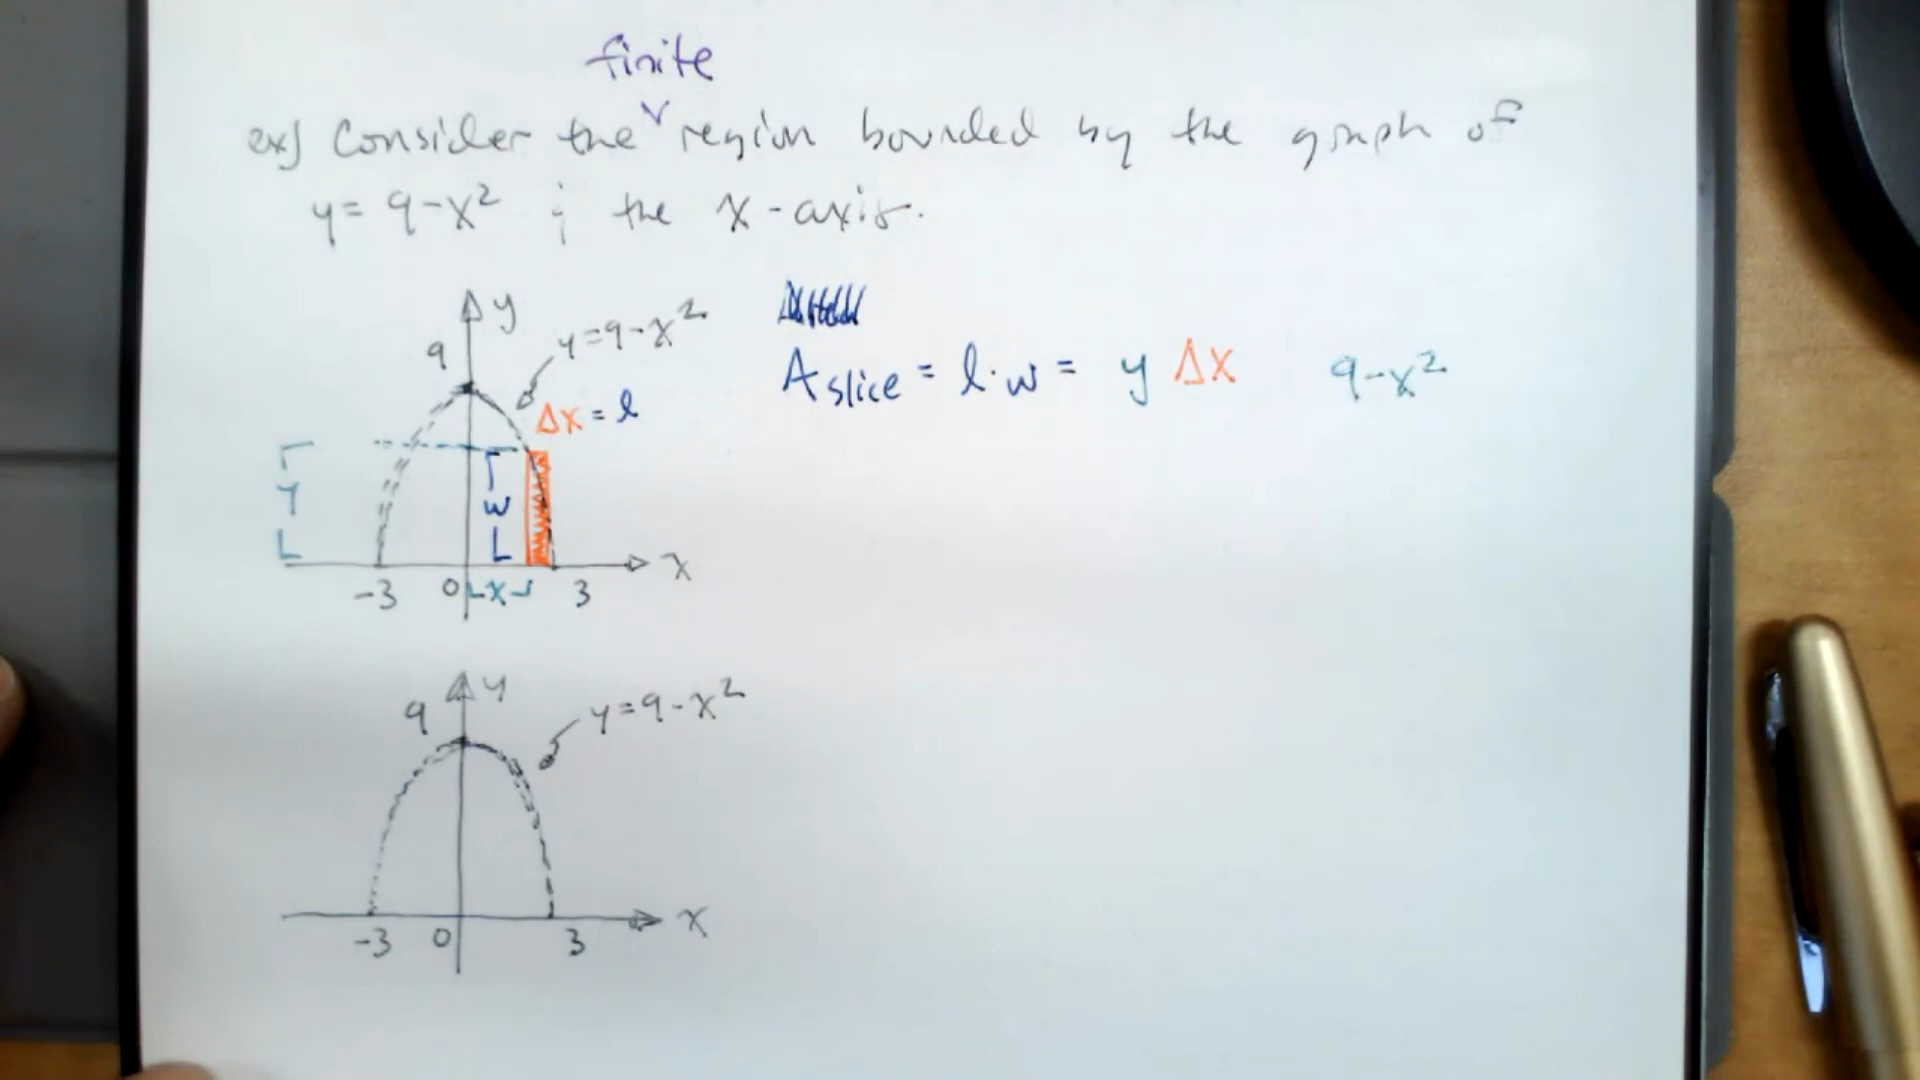 finite
ex) Consider the ˅ region bounded by the graph of
y = 9-x² ; the x-axis.
y
9
y=9-x²
Δx = l
A slice = l·w = y Δx 9-x²
y
w
x
-3 0 x 3
y
9
y=9-x²
x
-3 0 3